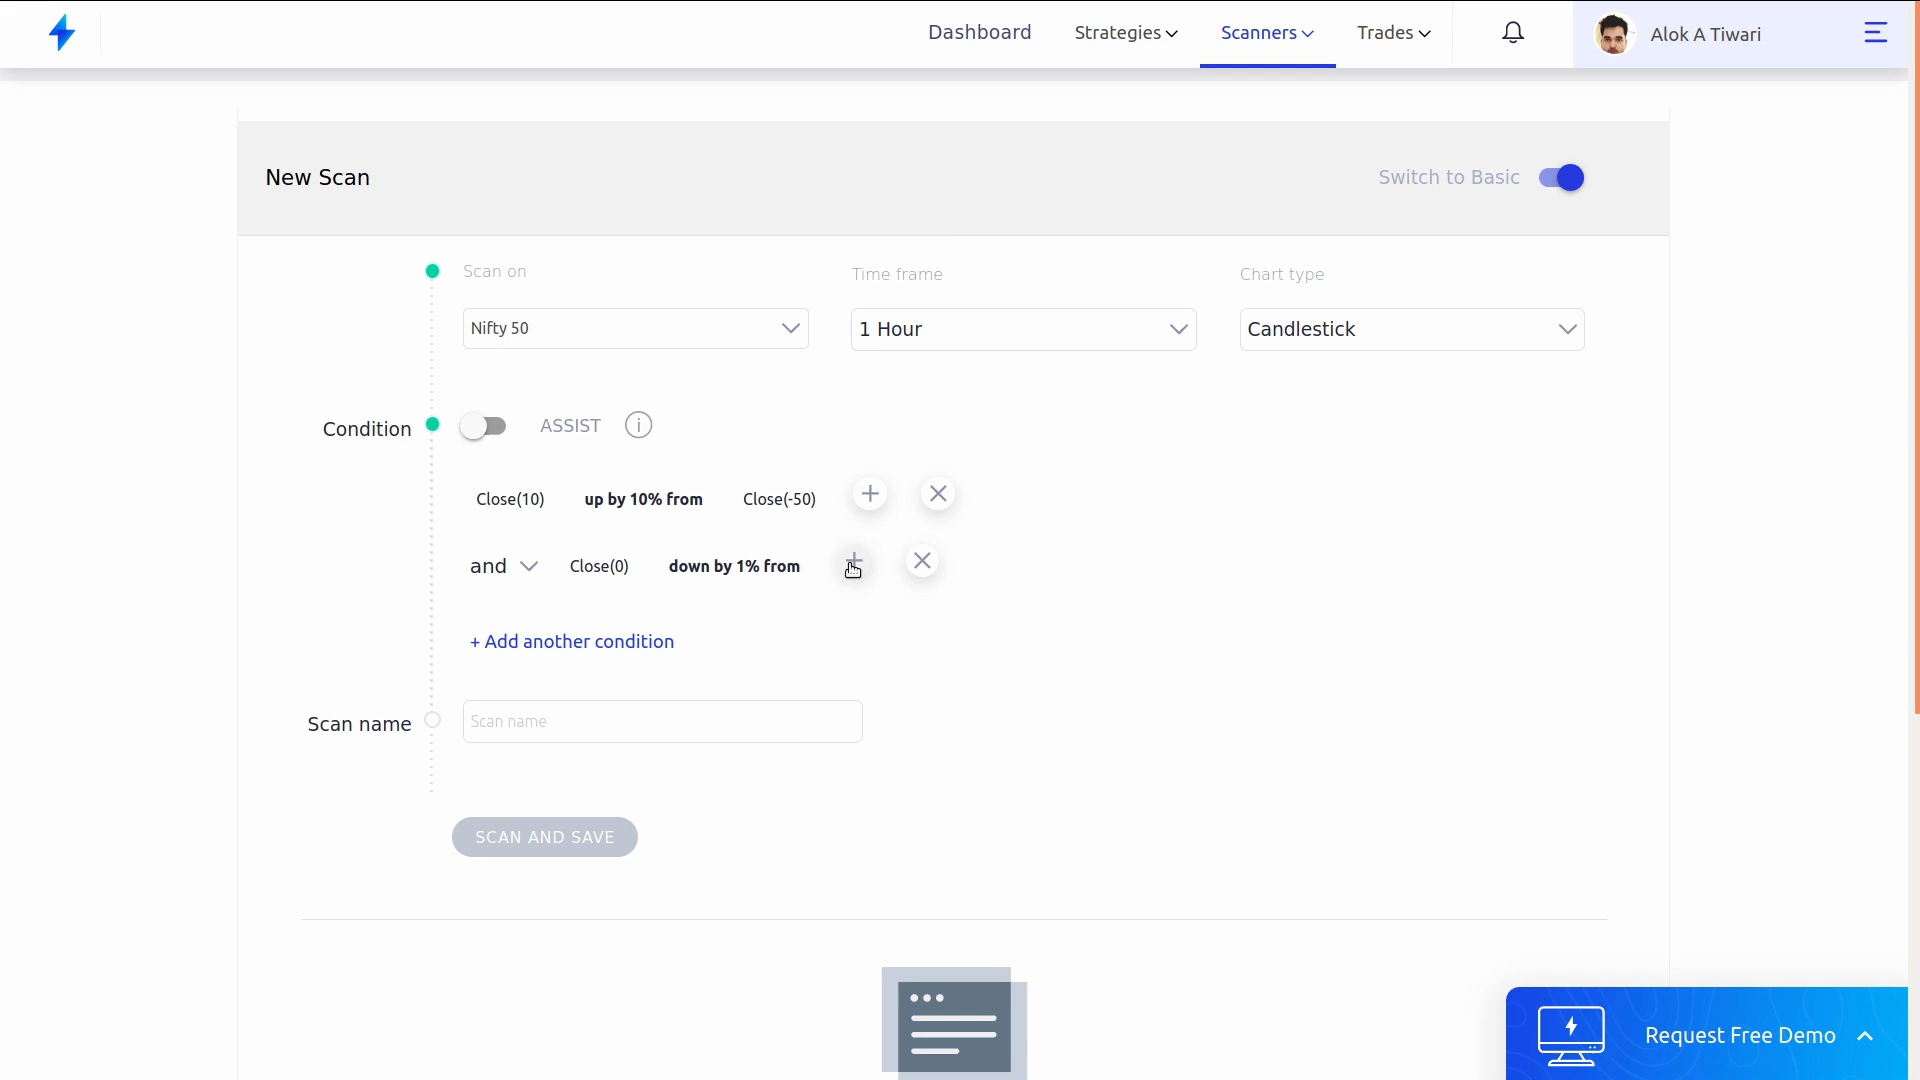 Dashboard Strategies Scanners Trades Alok A Tiwari
New Scan Switch to Basic
Scan on Time frame Chart type
Nifty 50 1 Hour Candlestick
Condition ASSIST i
Close(10) up by 10% from Close(-50)
and Close(0) down by 1% from
+ Add another condition
Scan name Scan name
SCAN AND SAVE
Request Free Demo